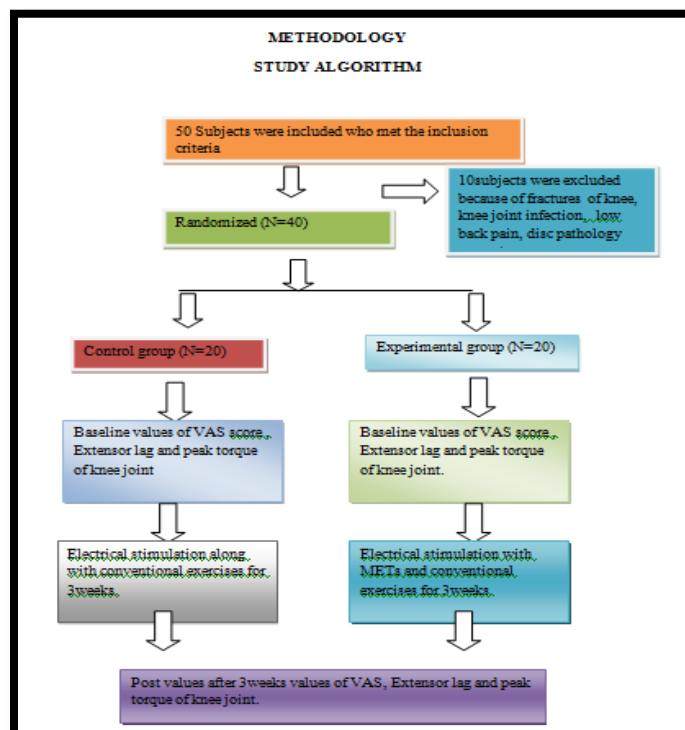 METHODOLOGY
STUDY ALGORITHM
50 Subjects were included who met the inclusion
criteria
10subjects were excluded
because of fractures of knee,
knee joint infection, low
back pain, disc pathology
Randomized (N=40)
Control group (N=20)
Experimental group (N=20)
Baseline values of VAS score,
Extensor lag and peak torque
of knee joint
Baseline values of VAS score,
Extensor lag and peak torque
of knee joint.
Electrical stimulation along
with conventional exercises for
3weeks.
Electrical stimulation with
METs and conventional
exercises for 3weeks.
Post values after 3weeks values of VAS, Extensor lag and peak
torque of knee joint.